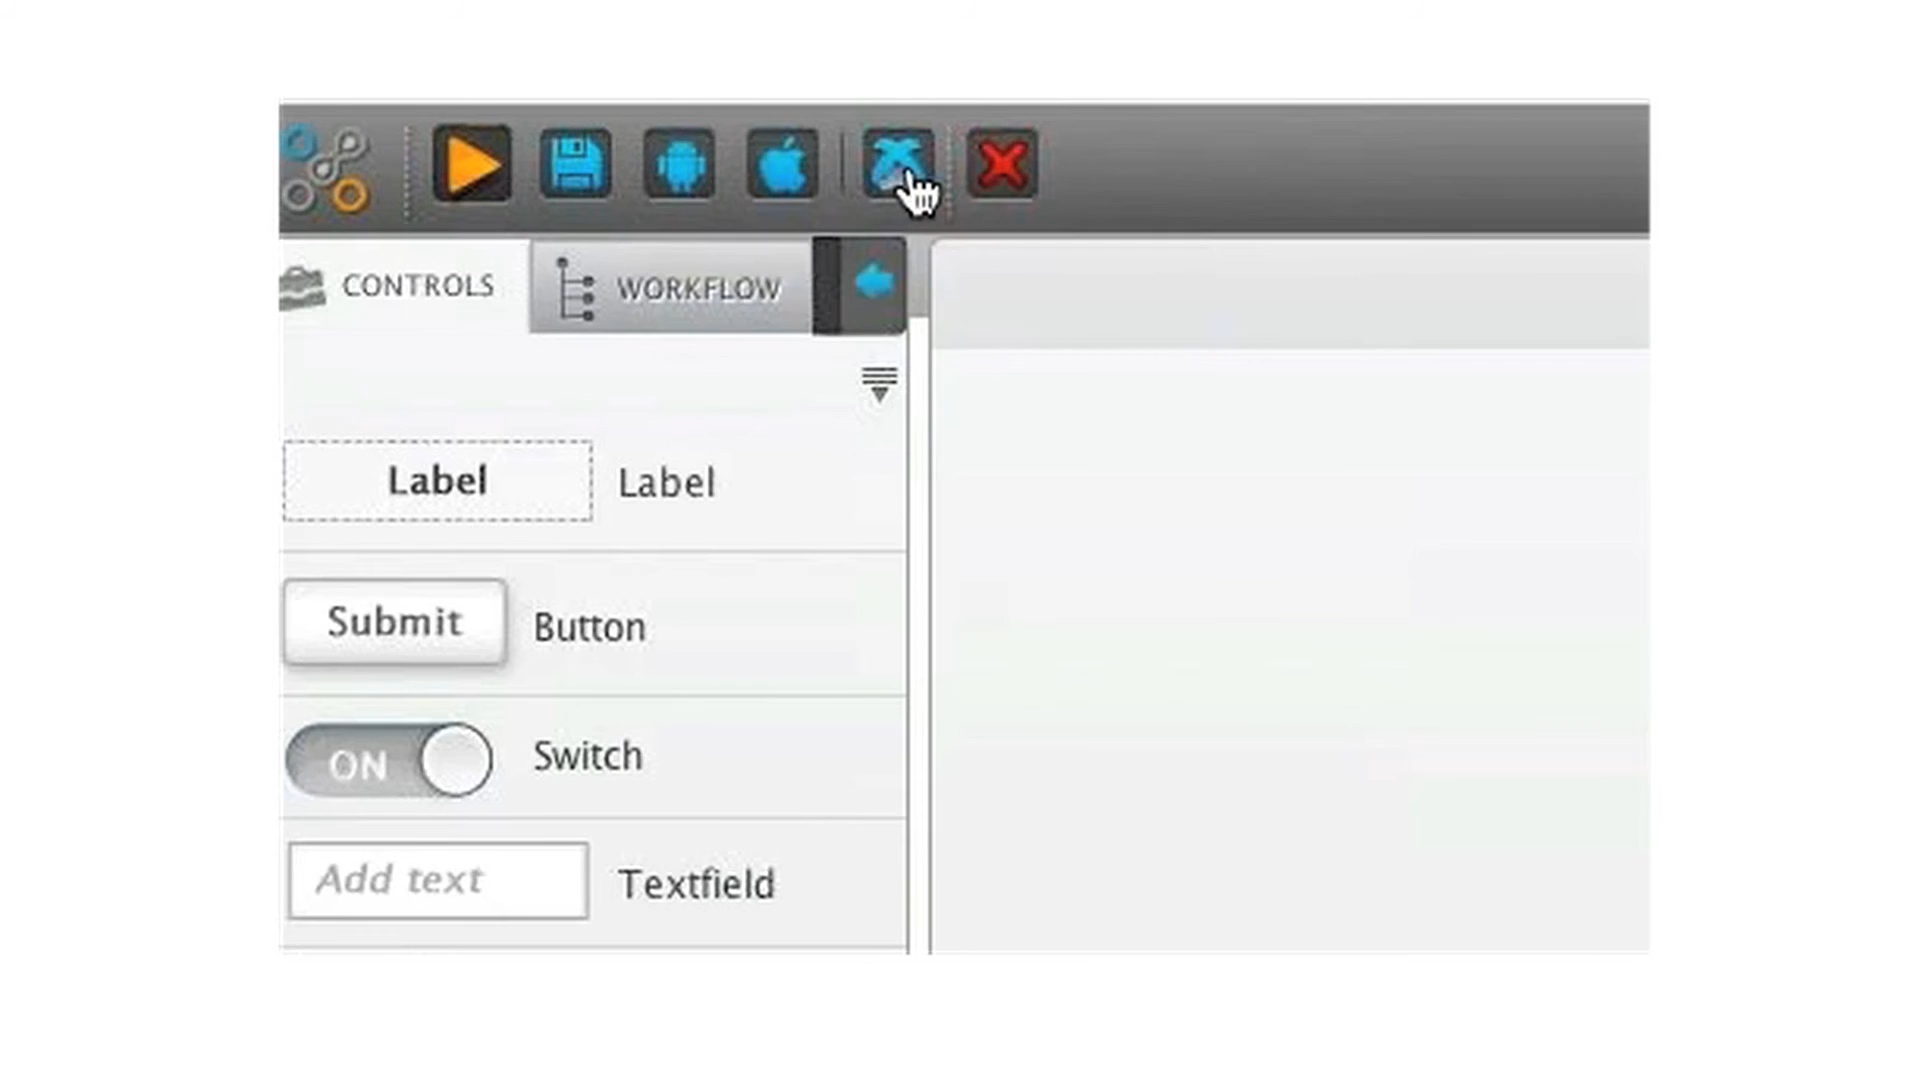 CONTROLS
WORKFLOW
Label Label
Submit Button
ON Switch
Add text Textfield